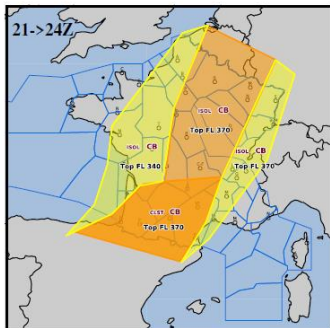 21->24Z
ISOL CB
Top FL 370
ISOL CB
Top FL 340
ISOL CB
Top FL 370
CLST CB
Top FL 370